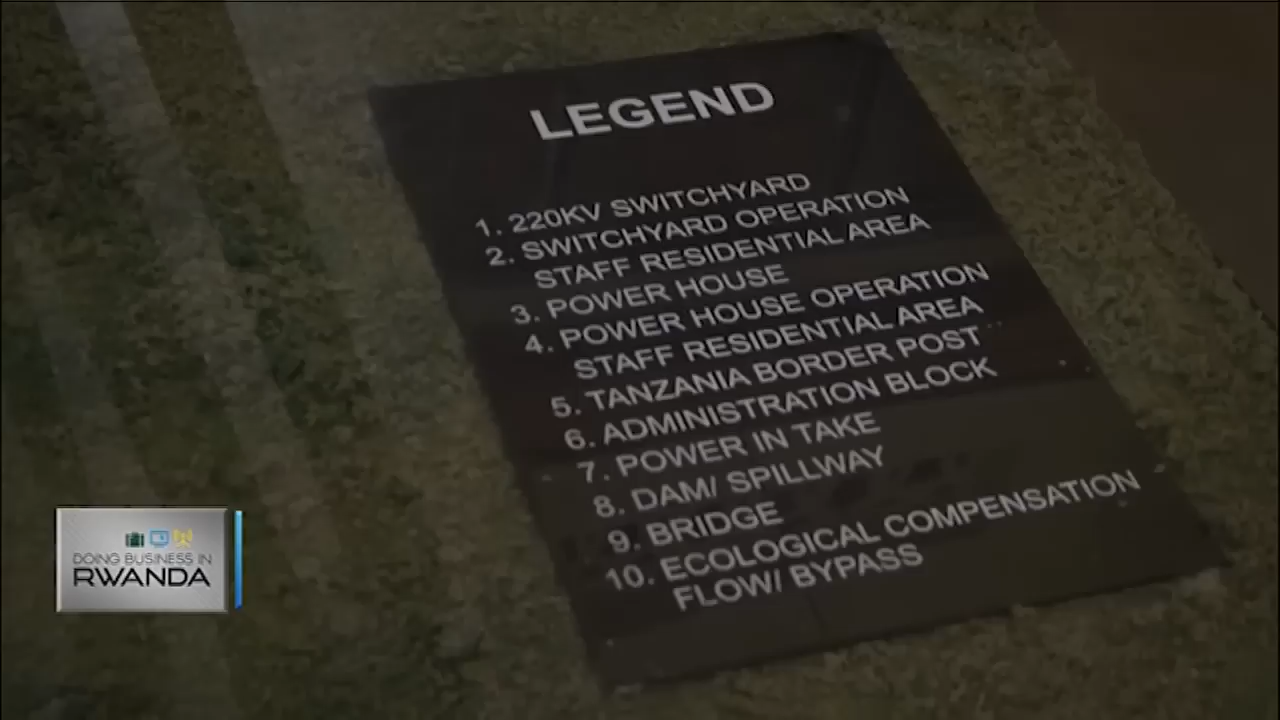 LEGEND
1. 220KV SWITCHYARD
2. SWITCHYARD OPERATION
STAFF RESIDENTIAL AREA
3. POWER HOUSE
4. POWER HOUSE OPERATION
STAFF RESIDENTIAL AREA
5. TANZANIA BORDER POST
6. ADMINISTRATION BLOCK
7. POWER IN TAKE
8. DAM/ SPILLWAY
9. BRIDGE
10. ECOLOGICAL COMPENSATION
FLOW/ BYPASS
DOING BUSINESS IN
RWANDA